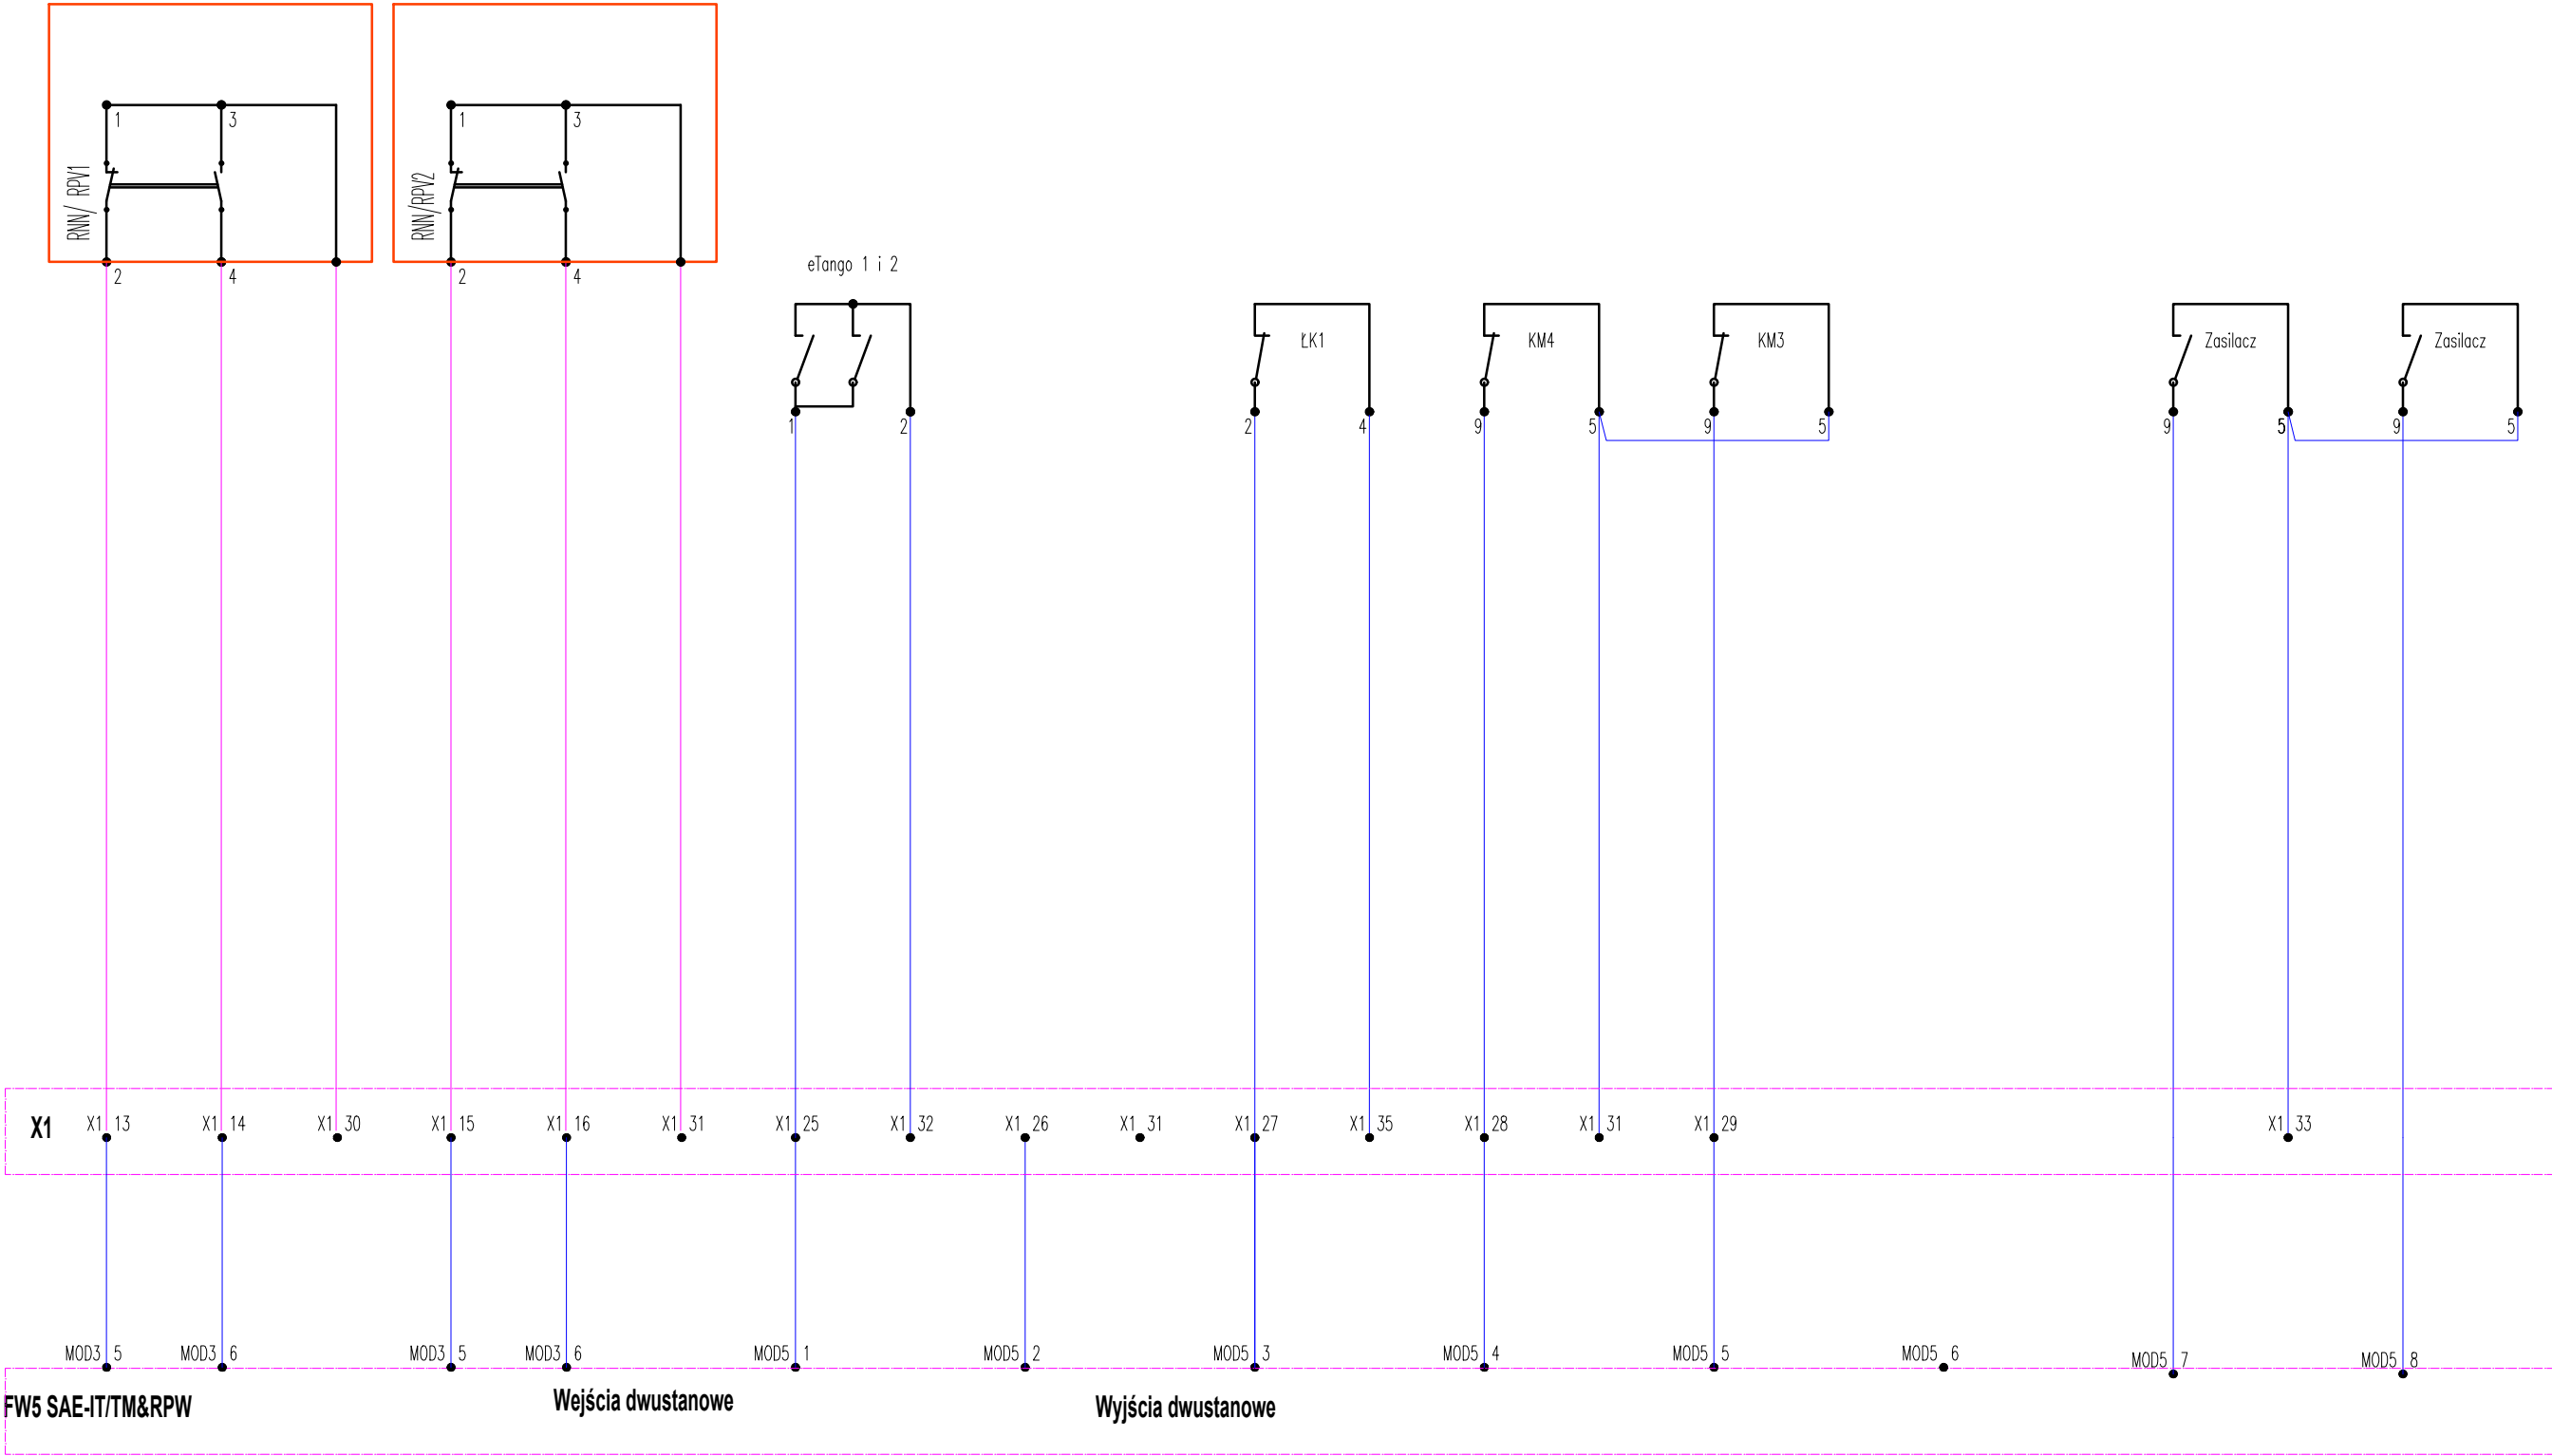 1 3
1 3
RNN/ RPV1
RNN/RPV2
2 4
2 4
eTango 1 i 2
ŁK1
KM4
KM3
Zasilacz
Zasilacz
1 2 2 4 9 5 9 5 9 5 9 5
X1
X1 13
X1 14
X1 30
X1 15
X1 16
X1 31
X1 25
X1 32
X1 26
X1 31
X1 27
X1 35
X1 28
X1 31
X1 29
X1 33
MOD3 5
MOD3 6
MOD3 5
MOD3 6
MOD5 1
MOD5 2
MOD5 3
MOD5 4
MOD5 5
MOD5 6
MOD5 7
MOD5 8
FW5 SAE-IT/TM&RPW
Wejścia dwustanowe
Wyjścia dwustanowe